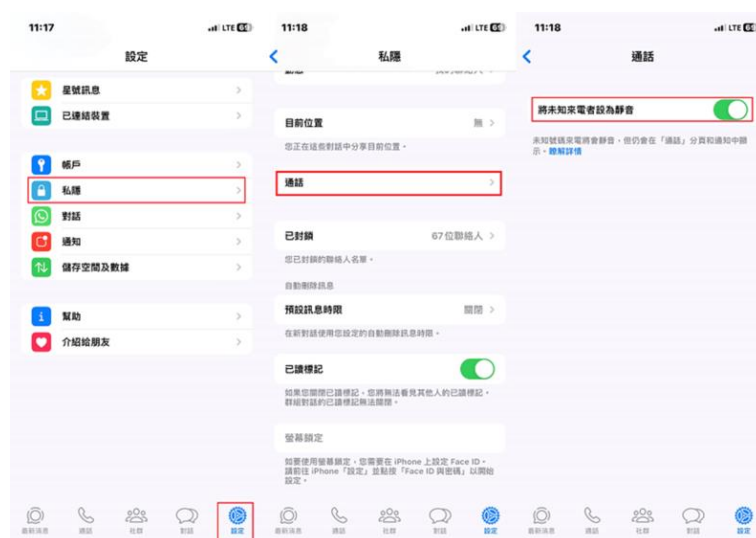 11:17
LTE
設定
星號訊息
已連結裝置
帳戶
私隱
對話
通知
儲存空間及數據
幫助
介紹給朋友
最新消息
通話
社群
對話
設定
11:18
LTE
私隱
目前位置
無
您正在這些對話中分享目前位置。
通話
已封鎖
67位聯絡人
您已封鎖的聯絡人名單。
自動刪除訊息
預設訊息時限
關閉
在新對話使用您設定的自動刪除訊息時限。
已讀標記
如果您關閉已讀標記，您將無法看見其他人的已讀標記。
群組對話的已讀標記無法關閉。
螢幕鎖定
如要使用螢幕鎖定，您需要在 iPhone 上設定 Face ID。
請前往 iPhone「設定」並點按「Face ID 與密碼」以開始
設定。
最新消息
通話
社群
對話
設定
11:18
LTE
通話
將未知來電者設為靜音
未知號碼來電將會靜音，但仍會在「通話」分頁和通知中顯
示。瞭解詳情
最新消息
通話
社群
對話
設定